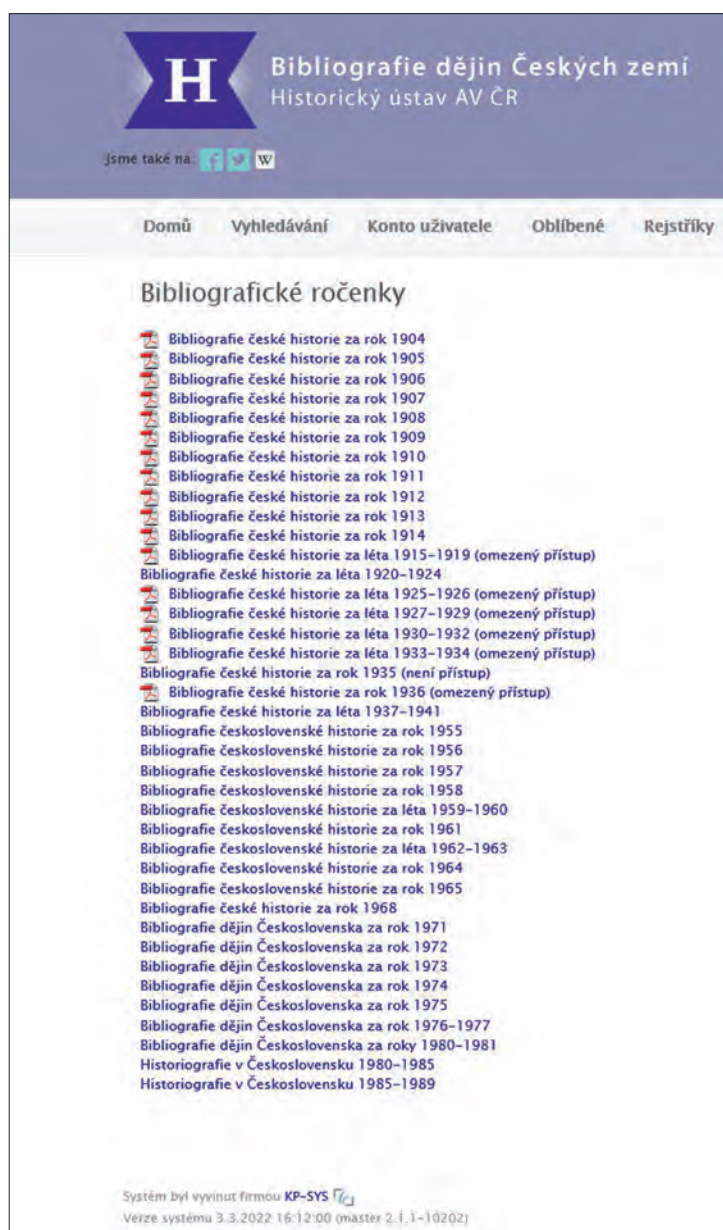 H
Bibliografie dějin Českých zemí
Historický ústav AV ČR
Jsme také na: f W
Domů Vyhledávání Konto uživatele Oblíbené Rejstříky
Bibliografické ročenky
Bibliografie české historie za rok 1904
Bibliografie české historie za rok 1905
Bibliografie české historie za rok 1906
Bibliografie české historie za rok 1907
Bibliografie české historie za rok 1908
Bibliografie české historie za rok 1909
Bibliografie české historie za rok 1910
Bibliografie české historie za rok 1911
Bibliografie české historie za rok 1912
Bibliografie české historie za rok 1913
Bibliografie české historie za rok 1914
Bibliografie české historie za léta 1915–1919 (omezený přístup)
Bibliografie české historie za léta 1920–1924
Bibliografie české historie za léta 1925–1926 (omezený přístup)
Bibliografie české historie za léta 1927–1929 (omezený přístup)
Bibliografie české historie za léta 1930–1932 (omezený přístup)
Bibliografie české historie za léta 1933–1934 (omezený přístup)
Bibliografie české historie za rok 1935 (není přístup)
Bibliografie české historie za rok 1936 (omezený přístup)
Bibliografie české historie za léta 1937–1941
Bibliografie československé historie za rok 1955
Bibliografie československé historie za rok 1956
Bibliografie československé historie za rok 1957
Bibliografie československé historie za rok 1958
Bibliografie československé historie za léta 1959–1960
Bibliografie československé historie za rok 1961
Bibliografie československé historie za léta 1962–1963
Bibliografie československé historie za rok 1964
Bibliografie československé historie za rok 1965
Bibliografie české historie za rok 1968
Bibliografie dějin Československa za rok 1971
Bibliografie dějin Československa za rok 1972
Bibliografie dějin Československa za rok 1973
Bibliografie dějin Československa za rok 1974
Bibliografie dějin Československa za rok 1975
Bibliografie dějin Československa za rok 1976–1977
Bibliografie dějin Československa za roky 1980–1981
Historiografie v Československu 1980–1985
Historiografie v Československu 1985–1989
Systém byl vyvinut firmou KP-SYS
Verze systému 3.3.2022 16:12:00 (master 2.1.1-10202)